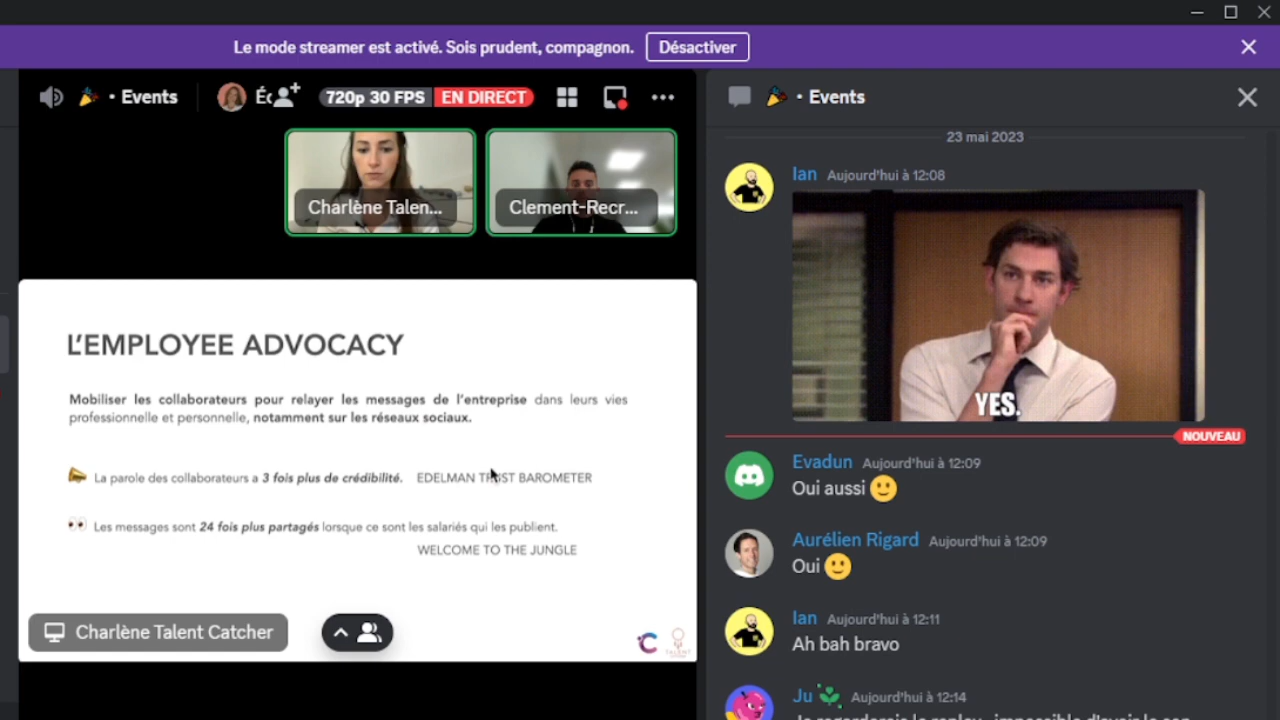 Le mode streamer est activé. Sois prudent, compagnon. Désactiver
• Events
720p 30 FPS EN DIRECT
Charlène Talen...
Clement-Recr...
L'EMPLOYEE ADVOCACY
Mobiliser les collaborateurs pour relayer les messages de l'entreprise dans leurs vies
professionnelle et personnelle, notamment sur les réseaux sociaux.
La parole des collaborateurs a 3 fois plus de crédibilité. EDELMAN TRUST BAROMETER
Les messages sont 24 fois plus partagés lorsque ce sont les salariés qui les publient.
WELCOME TO THE JUNGLE
Charlène Talent Catcher
• Events
23 mai 2023
Ian Aujourd'hui à 12:08
YES.
NOUVEAU
Evadun Aujourd'hui à 12:09
Oui aussi 🙂
Aurélien Rigard Aujourd'hui à 12:09
Oui 🙂
Ian Aujourd'hui à 12:11
Ah bah bravo
Ju Aujourd'hui à 12:14